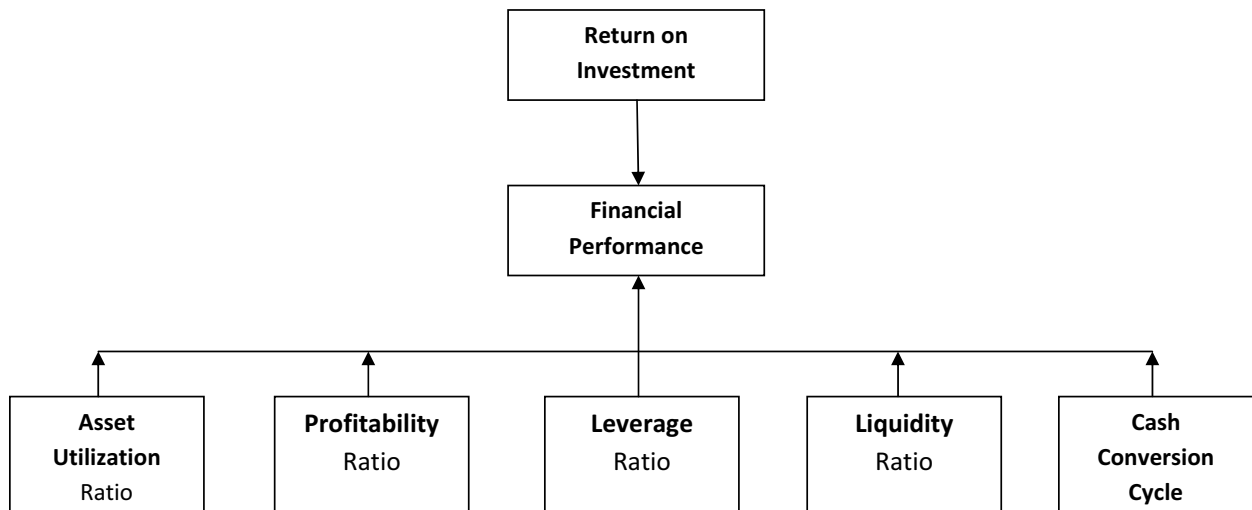 Return on
Investment
Financial
Performance
Asset
Utilization
Ratio
Profitability
Ratio
Leverage
Ratio
Liquidity
Ratio
Cash
Conversion
Cycle